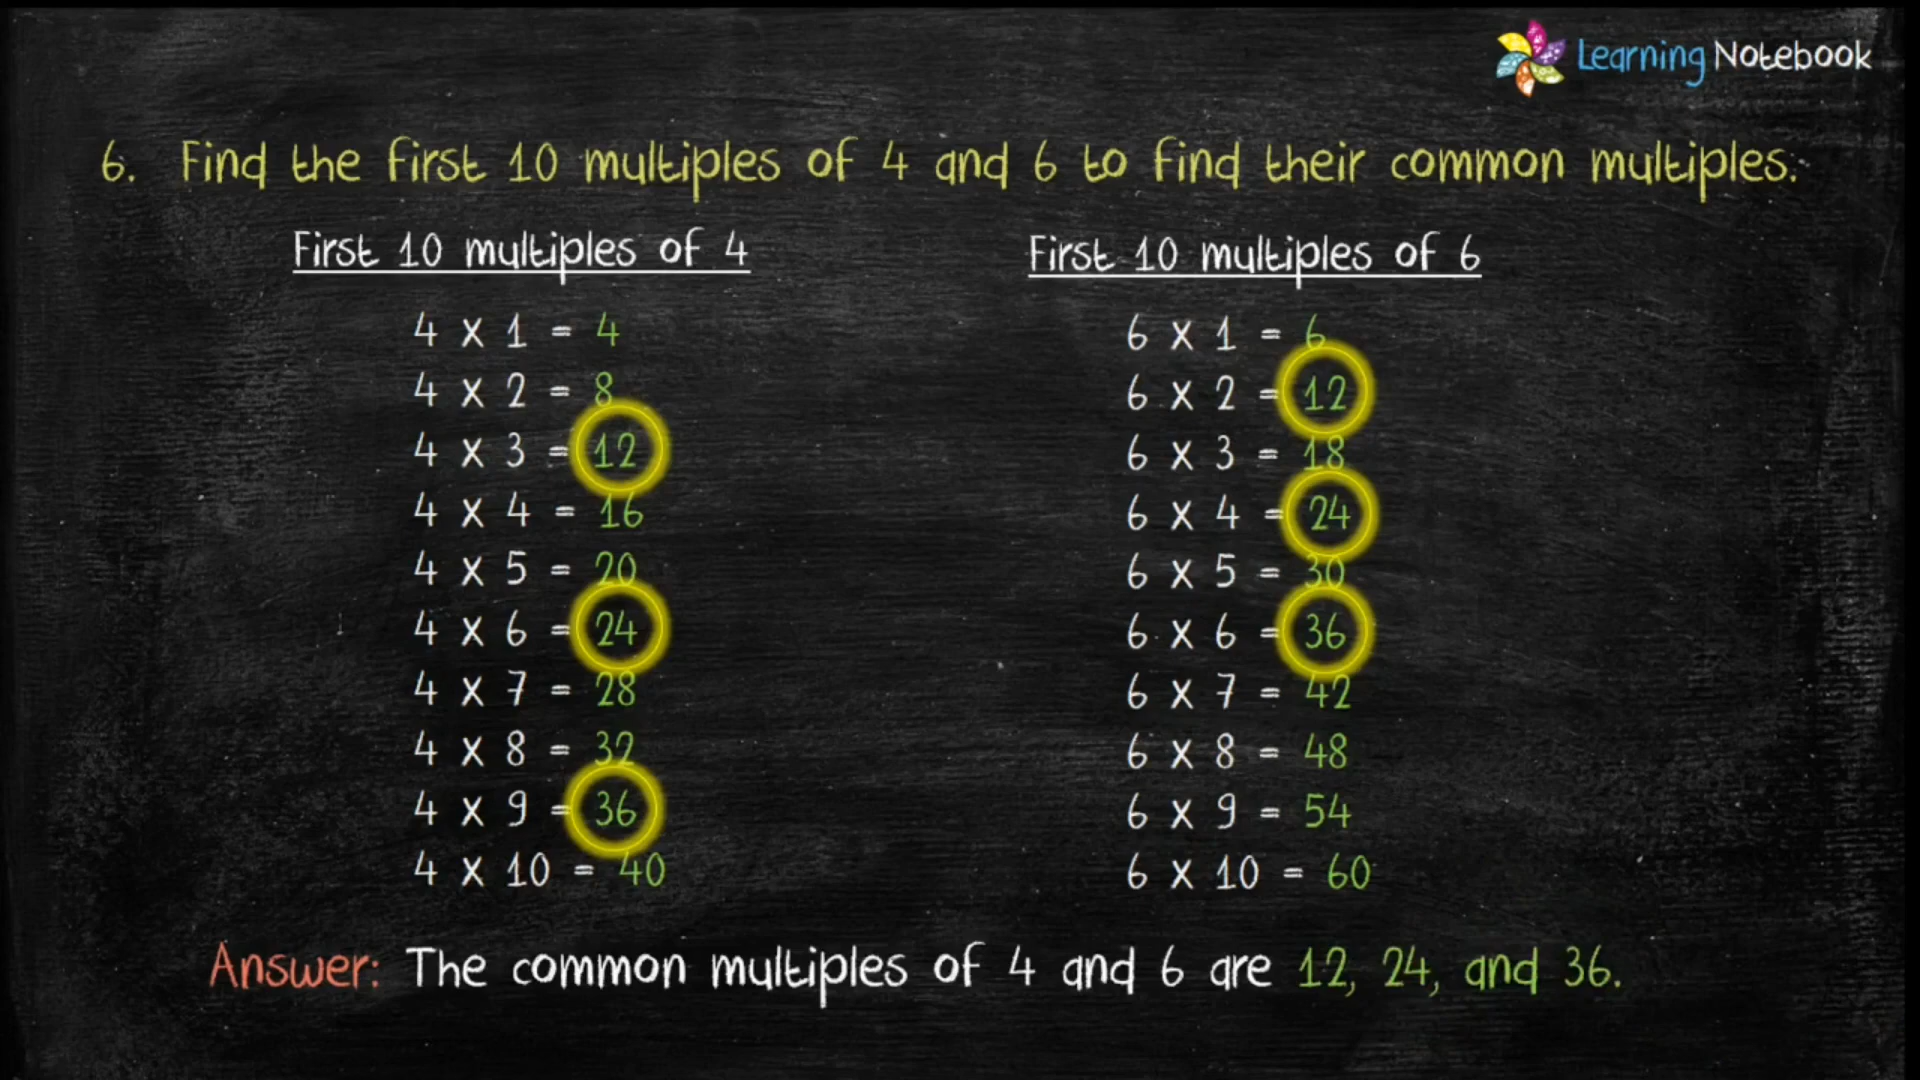 Learning Notebook
6. Find the first 10 multiples of 4 and 6 to find their common multiples.
First 10 multiples of 4
4 x 1 = 4
4 x 2 = 8
4 x 3 = 12
4 x 4 = 16
4 x 5 = 20
4 x 6 = 24
4 x 7 = 28
4 x 8 = 32
4 x 9 = 36
4 x 10 = 40
First 10 multiples of 6
6 x 1 = 6
6 x 2 = 12
6 x 3 = 18
6 x 4 = 24
6 x 5 = 30
6 x 6 = 36
6 x 7 = 42
6 x 8 = 48
6 x 9 = 54
6 x 10 = 60
Answer: The common multiples of 4 and 6 are 12, 24, and 36.